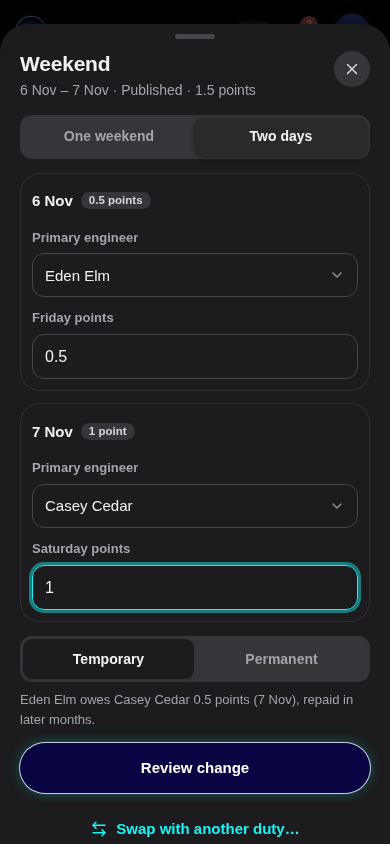 Weekend
6 Nov – 7 Nov · Published · 1.5 points
One weekend
Two days
6 Nov 0.5 points
Primary engineer
Eden Elm
Friday points
0.5
7 Nov 1 point
Primary engineer
Casey Cedar
Saturday points
1
Temporary
Permanent
Eden Elm owes Casey Cedar 0.5 points (7 Nov), repaid in
later months.
Review change
Swap with another duty…